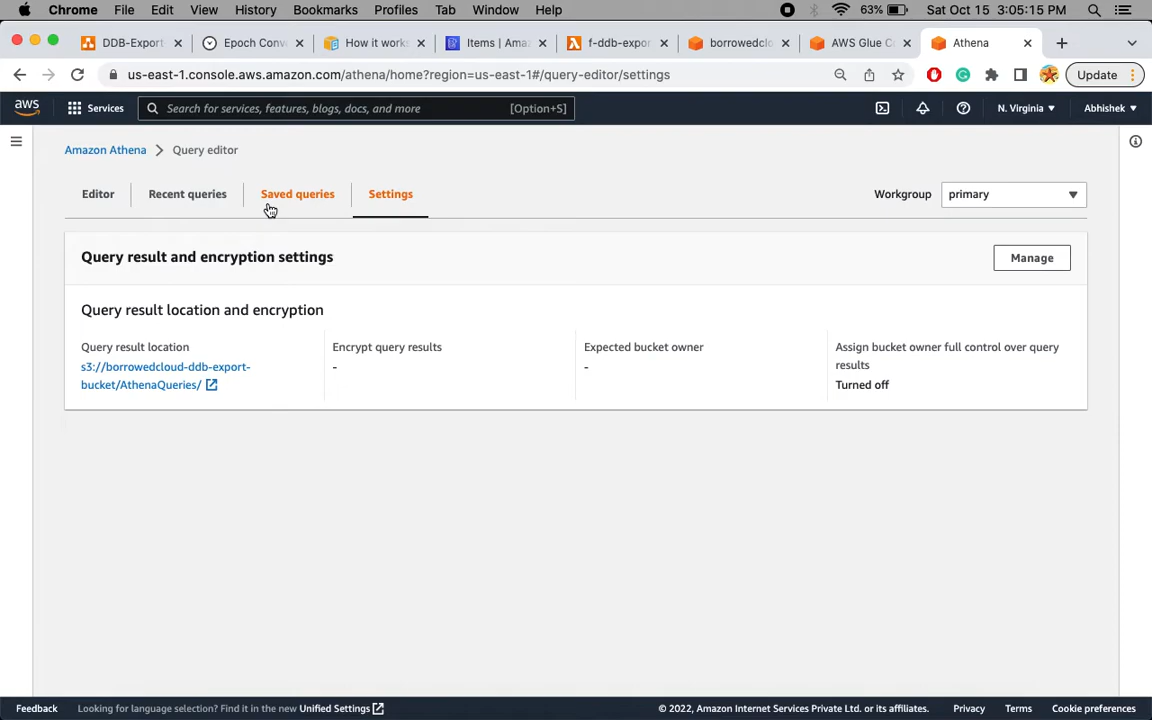 Chrome File Edit View History Bookmarks Profiles Tab Window Help 63% Sat Oct 15 3:05:15 PM
DDB-Export Epoch Conv How it work Items | Ama f-ddb-expor borrowedclo AWS Glue Co Athena
us-east-1.console.aws.amazon.com/athena/home?region=us-east-1#/query-editor/settings Update
aws Services Search for services, features, blogs, docs, and more [Option+S] N. Virginia Abhishek
Amazon Athena > Query editor
Editor Recent queries Saved queries Settings Workgroup primary
Query result and encryption settings Manage
Query result location and encryption
Query result location Encrypt query results Expected bucket owner Assign bucket owner full control over query
s3://borrowedcloud-ddb-export- - - results
bucket/AthenaQueries/ Turned off
Feedback Looking for language selection? Find it in the new Unified Settings © 2022, Amazon Internet Services Private Ltd. or its affiliates. Privacy Terms Cookie preferences